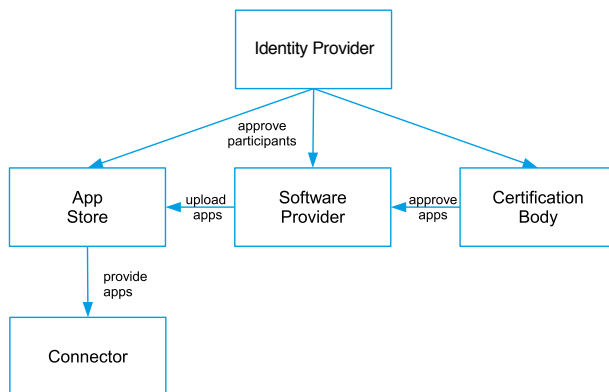 Identity Provider
approve
participants
App
Store
upload
apps
Software
Provider
approve
apps
Certification
Body
provide
apps
Connector